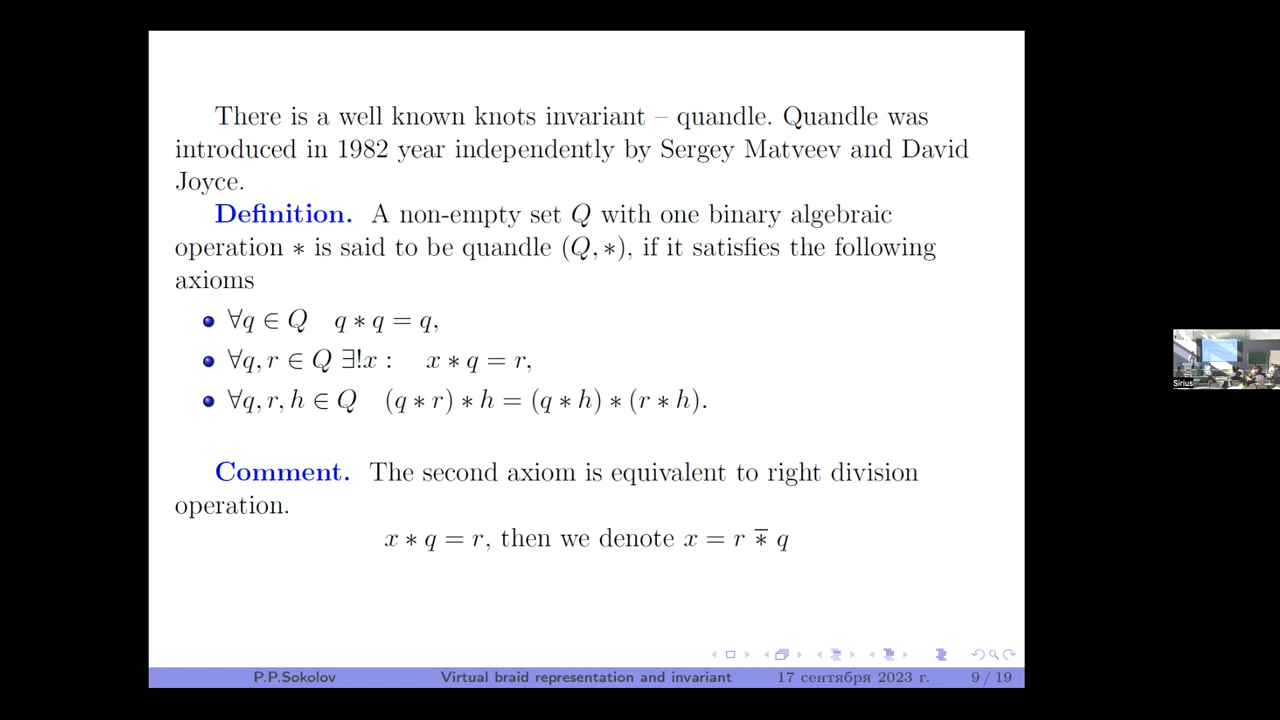 There is a well known knots invariant – quandle. Quandle was
introduced in 1982 year independently by Sergey Matveev and David
Joyce.
Definition. A non-empty set Q with one binary algebraic
operation ∗ is said to be quandle (Q, ∗), if it satisfies the following
axioms
∀q ∈ Q q ∗ q = q,
∀q, r ∈ Q ∃!x : x ∗ q = r,
∀q, r, h ∈ Q (q ∗ r) ∗ h = (q ∗ h) ∗ (r ∗ h).
Comment. The second axiom is equivalent to right division
operation.
x ∗ q = r, then we denote x = r ∗̅ q
P.P.Sokolov Virtual braid representation and invariant 17 сентября 2023 г. 9 / 19
Sirius